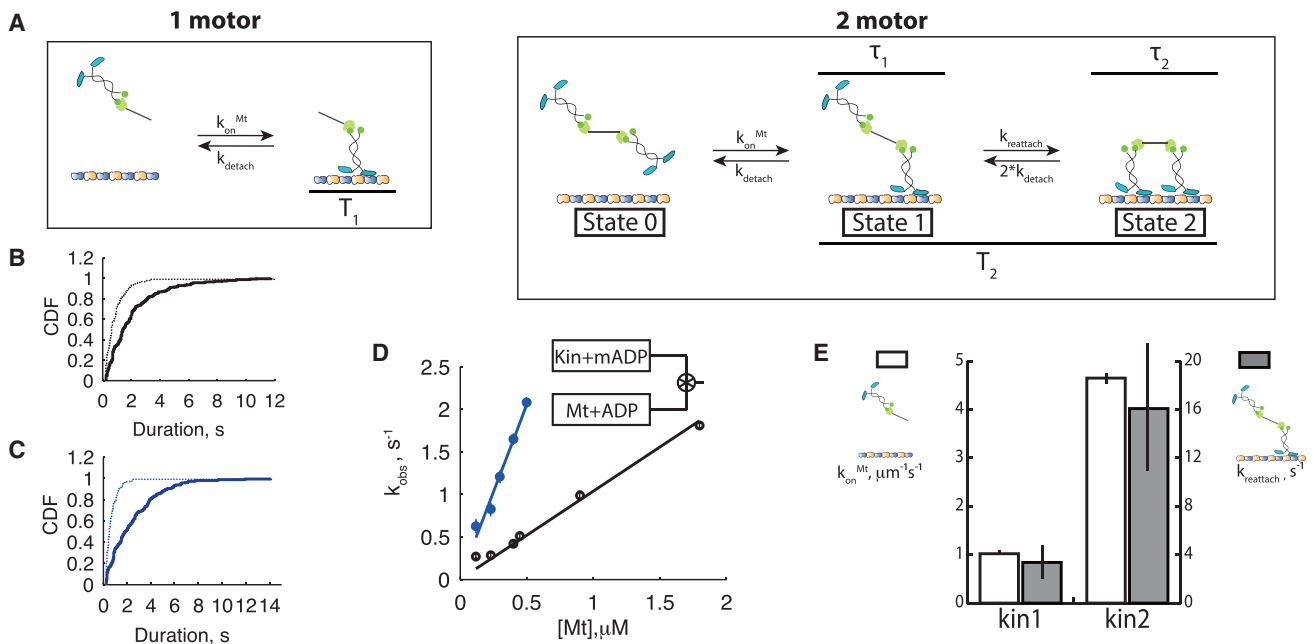 A
1 motor
k_on^Mt
k_detach
T_1
2 motor
τ_1
τ_2
k_on^Mt
k_detach
k_reattach
2*k_detach
State 0
State 1
State 2
T_2
B
CDF
1.2
1
0.8
0.6
0.4
0.2
0
0 2 4 6 8 10 12
Duration, s
C
CDF
1.2
1
0.8
0.6
0.4
0.2
0
0 2 4 6 8 10 12 14
Duration, s
D
k_obs, s^-1
2.5
2
1.5
1
0.5
0
0 0.5 1 1.5 2
[Mt],μM
Kin+mADP
Mt+ADP
E
k_on^Mt, μm^-1s^-1
5
4
3
2
1
0
20
16
12
8
4
0
kin1 kin2
k_reattach, s^-1